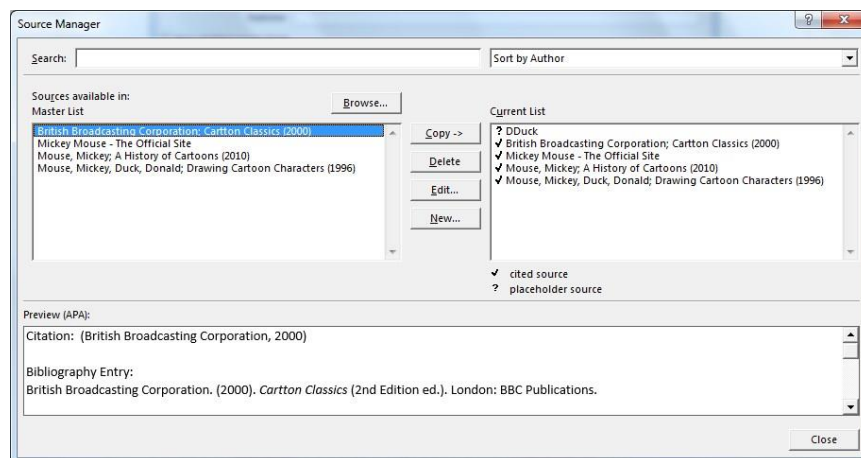 Source Manager
Search:
Sort by Author
Sources available in:
Master List
Browse...
British Broadcasting Corporation; Cartton Classics (2000)
Mickey Mouse - The Official Site
Mouse, Mickey; A History of Cartoons (2010)
Mouse, Mickey, Duck, Donald; Drawing Cartoon Characters (1996)
Copy ->
Delete
Edit...
New...
Current List
? DDuck
✓ British Broadcasting Corporation; Cartton Classics (2000)
✓ Mickey Mouse - The Official Site
✓ Mouse, Mickey; A History of Cartoons (2010)
✓ Mouse, Mickey, Duck, Donald; Drawing Cartoon Characters (1996)
✓ cited source
? placeholder source
Preview (APA):
Citation: (British Broadcasting Corporation, 2000)
Bibliography Entry:
British Broadcasting Corporation. (2000). Cartton Classics (2nd Edition ed.). London: BBC Publications.
Close